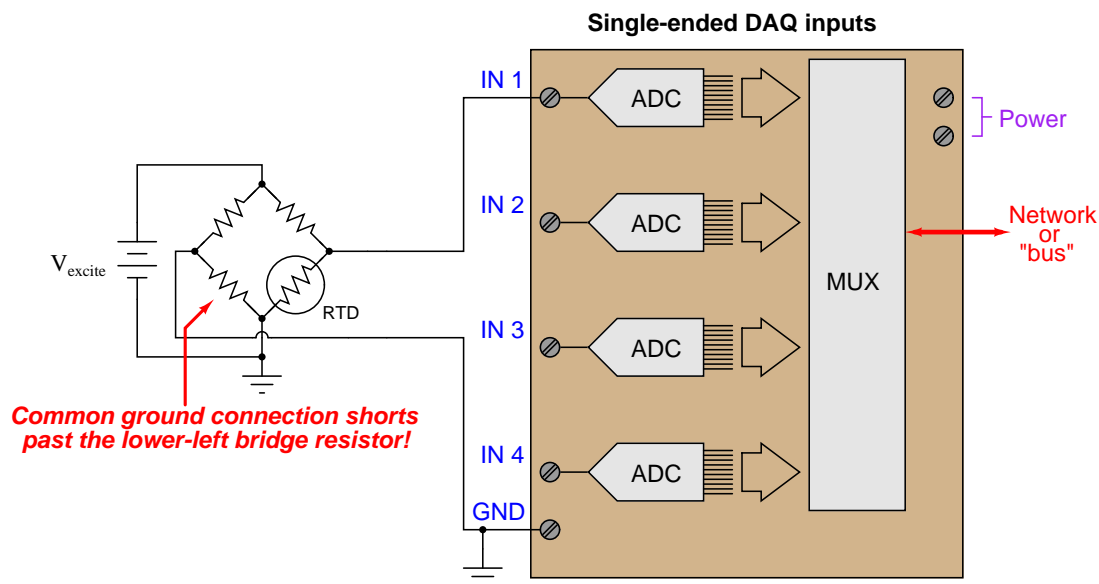 Single-ended DAQ inputs
IN 1
ADC
Power
IN 2
ADC
Network
or
"bus"
V_excite
MUX
RTD
IN 3
ADC
Common ground connection shorts
past the lower-left bridge resistor!
IN 4
ADC
GND